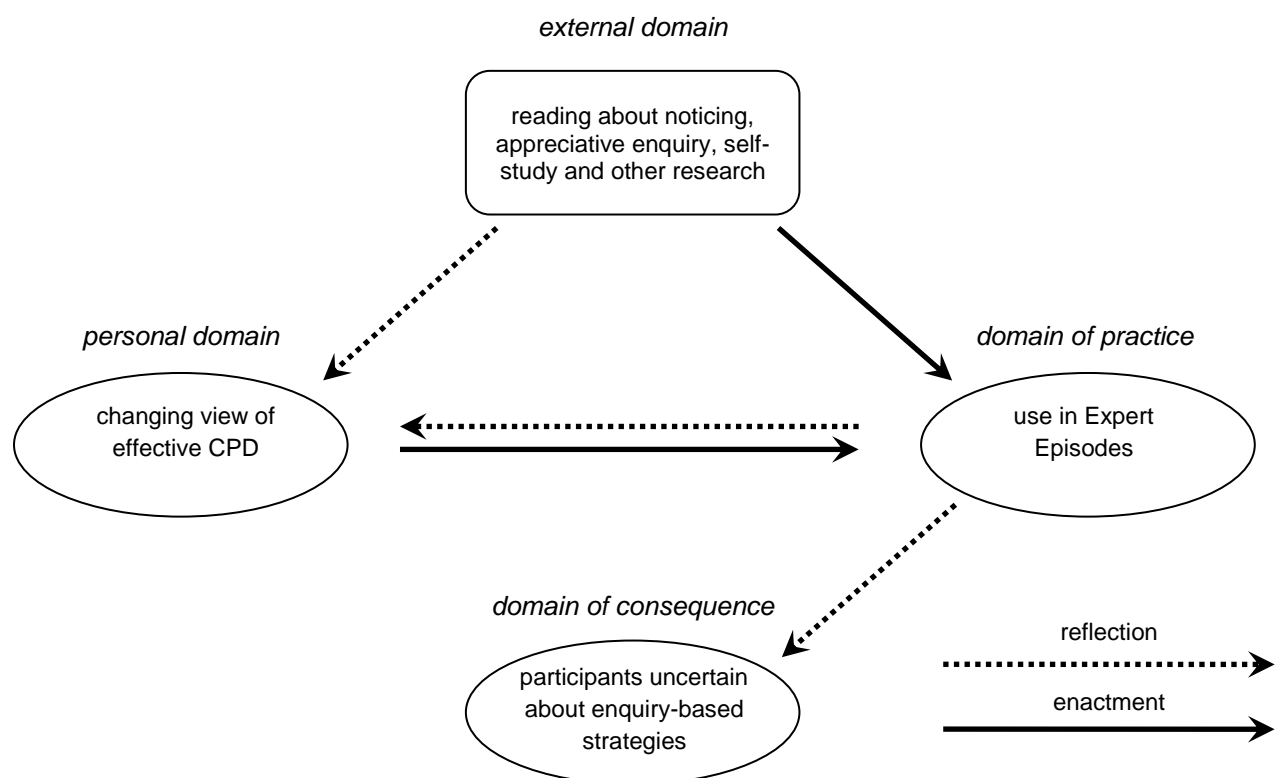 external domain
reading about noticing,
appreciative enquiry, self-
study and other research
personal domain
domain of practice
changing view of
effective CPD
use in Expert
Episodes
domain of consequence
participants uncertain
about enquiry-based
strategies
reflection
enactment